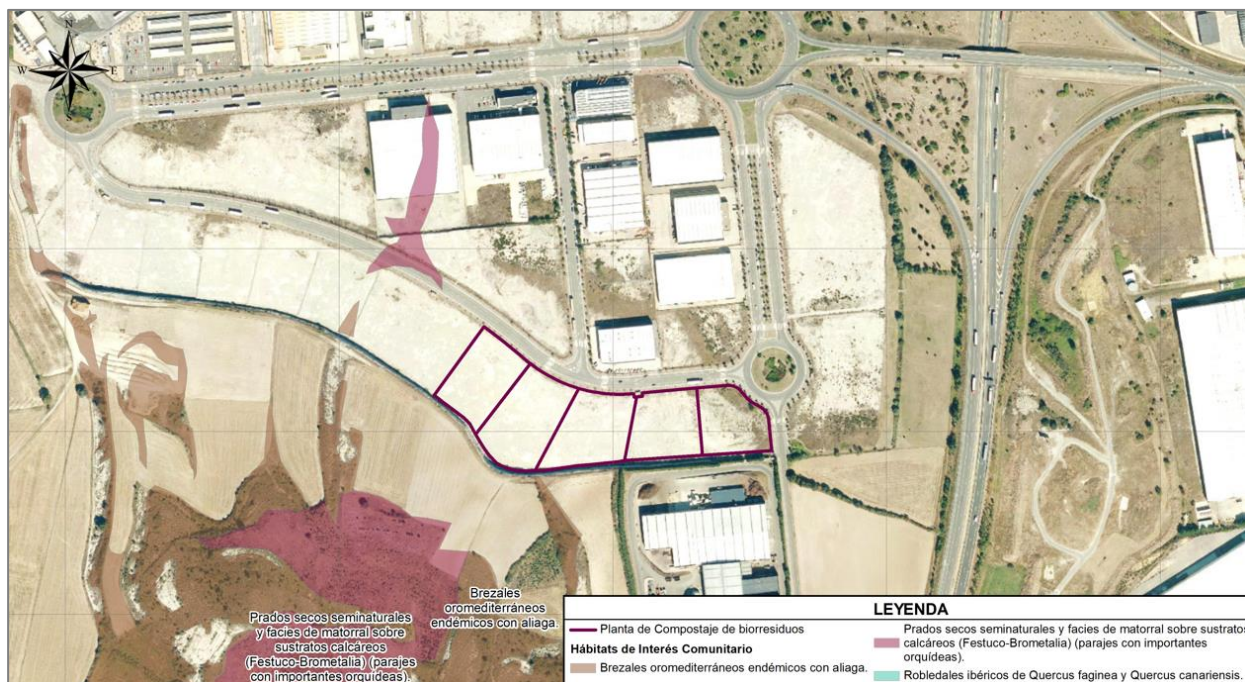 N
W
E
Prados secos seminaturales
y facies de matorral sobre
sustratos calcáreos
(Festuco-Brometalia) (parajes
con importantes orquídeas).
Brezales
oromediterráneos
endémicos con aliaga.
LEYENDA
Planta de Compostaje de biorresiduos
Hábitats de Interés Comunitario
Brezales oromediterráneos endémicos con aliaga.
Prados secos seminaturales y facies de matorral sobre sustratos
calcáreos (Festuco-Brometalia) (parajes con importantes
orquídeas).
Robledales ibéricos de Quercus faginea y Quercus canariensis.